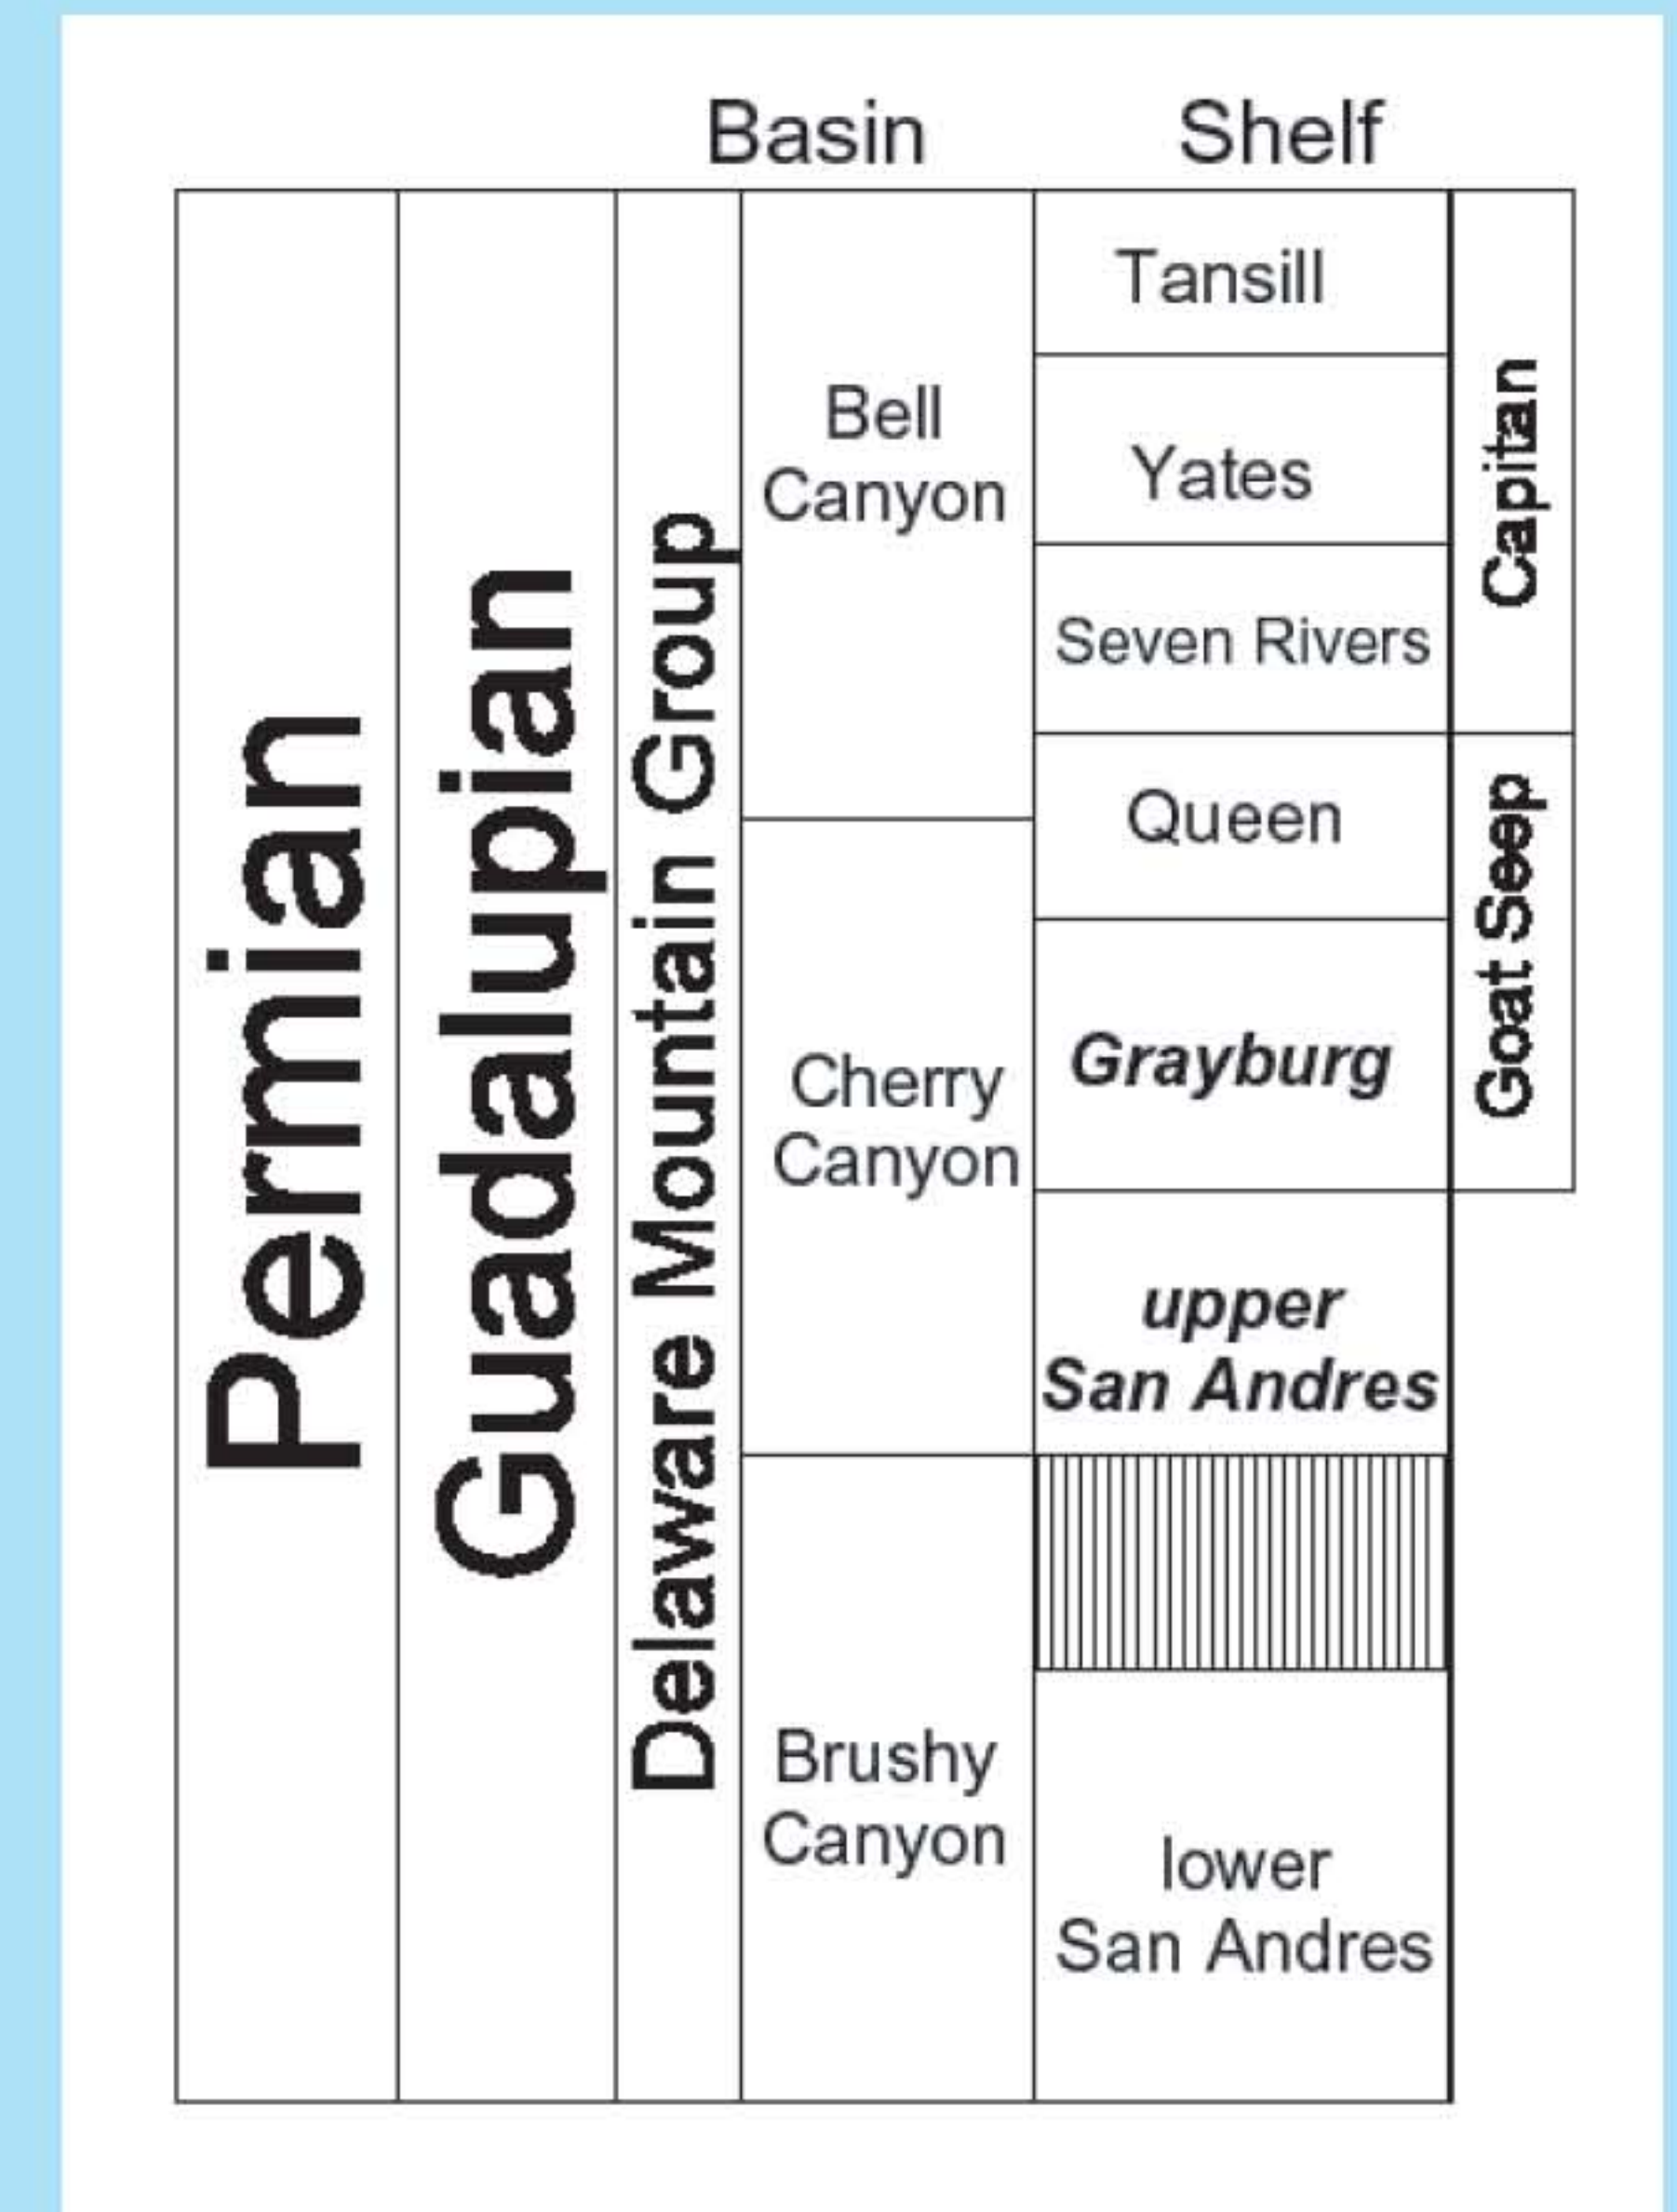 Basin
Shelf
Permian
Guadalupian
Delaware Mountain Group
Bell
Canyon
Cherry
Canyon
Brushy
Canyon
Tansill
Yates
Seven Rivers
Queen
Grayburg
upper
San Andres
lower
San Andres
Capitan
Goat Seep